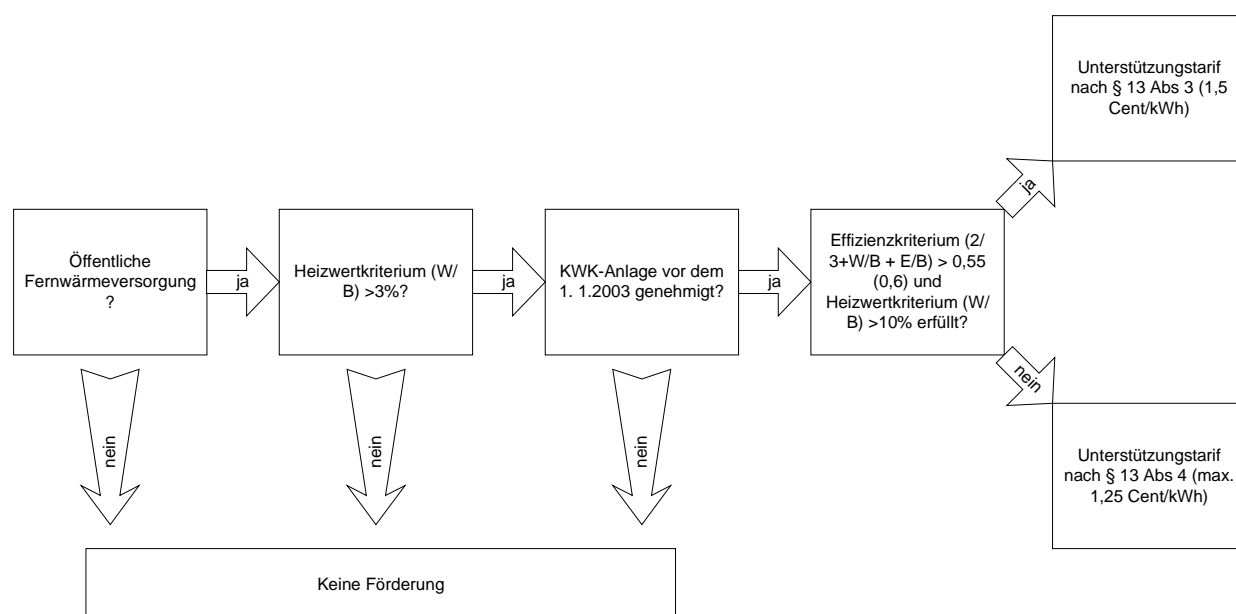 Unterstützungstarif
nach § 13 Abs 3 (1,5
Cent/kWh)
ja
Öffentliche
Fernwärmeversorgung
?
ja
Heizwertkriterium (W/
B) >3%?
ja
KWK-Anlage vor dem
1. 1.2003 genehmigt?
ja
Effizienzkriterium (2/
3+W/B + E/B) > 0,55
(0,6) und
Heizwertkriterium (W/
B) >10% erfüllt?
nein
nein
nein
nein
Unterstützungstarif
nach § 13 Abs 4 (max.
1,25 Cent/kWh)
Keine Förderung